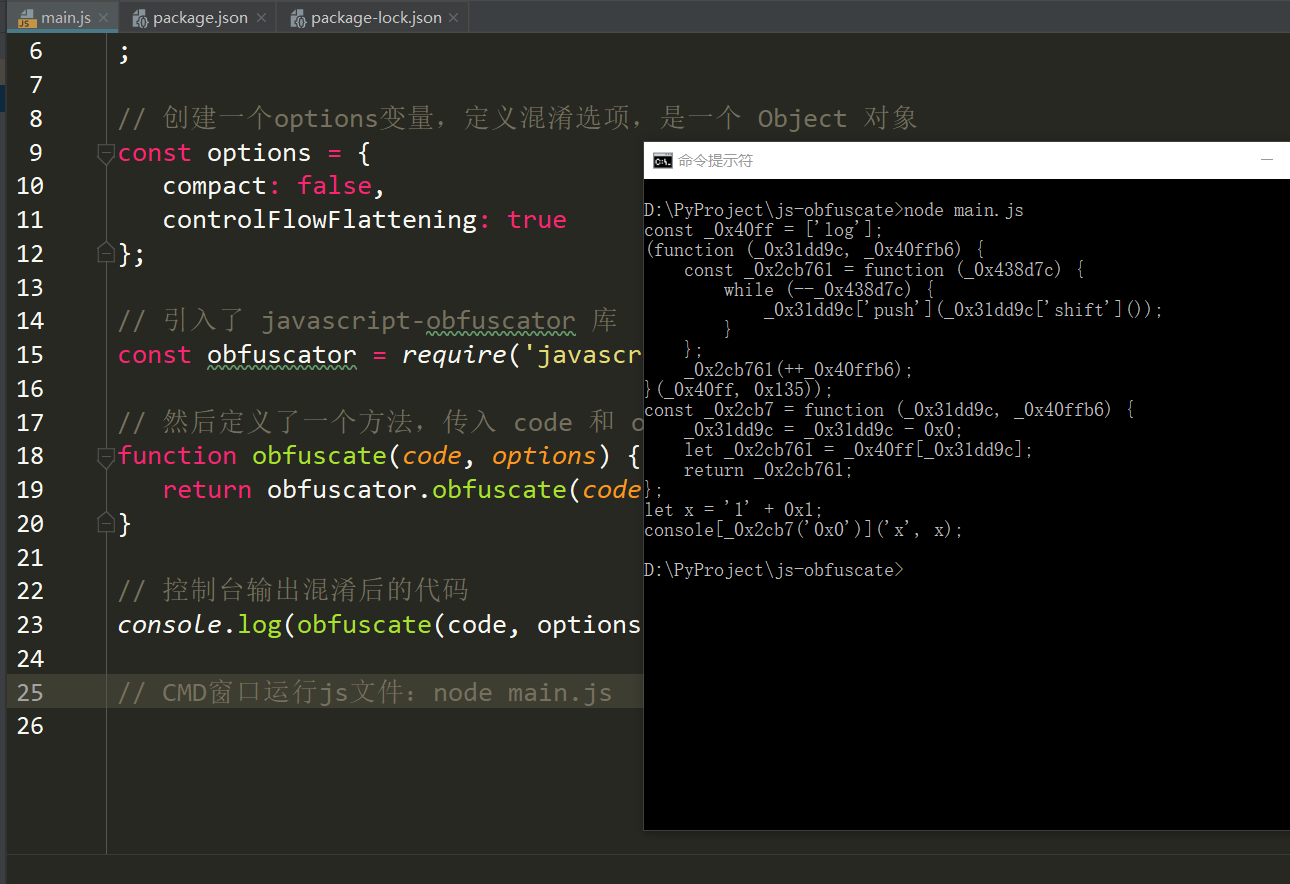 main.js
package.json
package-lock.json
6 ;
7
8 // 创建一个options变量，定义混淆选项，是一个 Object 对象
9 const options = {
10 compact: false,
11 controlFlowFlattening: true
12 };
13
14 // 引入了 javascript-obfuscator 库
15 const obfuscator = require('javascr
16
17 // 然后定义了一个方法，传入 code 和 o
18 function obfuscate(code, options) {
19 return obfuscator.obfuscate(code
20 }
21
22 // 控制台输出混淆后的代码
23 console.log(obfuscate(code, options
24
25 // CMD窗口运行js文件：node main.js
26
命令提示符
D:\PyProject\js-obfuscate>node main.js
const _0x40ff = ['log'];
(function (_0x31dd9c, _0x40ffb6) {
const _0x2cb761 = function (_0x438d7c) {
while (--_0x438d7c) {
_0x31dd9c['push'](_0x31dd9c['shift']());
}
};
_0x2cb761(++_0x40ffb6);
}(_0x40ff, 0x135));
const _0x2cb7 = function (_0x31dd9c, _0x40ffb6) {
_0x31dd9c = _0x31dd9c - 0x0;
let _0x2cb761 = _0x40ff[_0x31dd9c];
return _0x2cb761;
};
let x = '1' + 0x1;
console[_0x2cb7('0x0')]('x', x);
D:\PyProject\js-obfuscate>